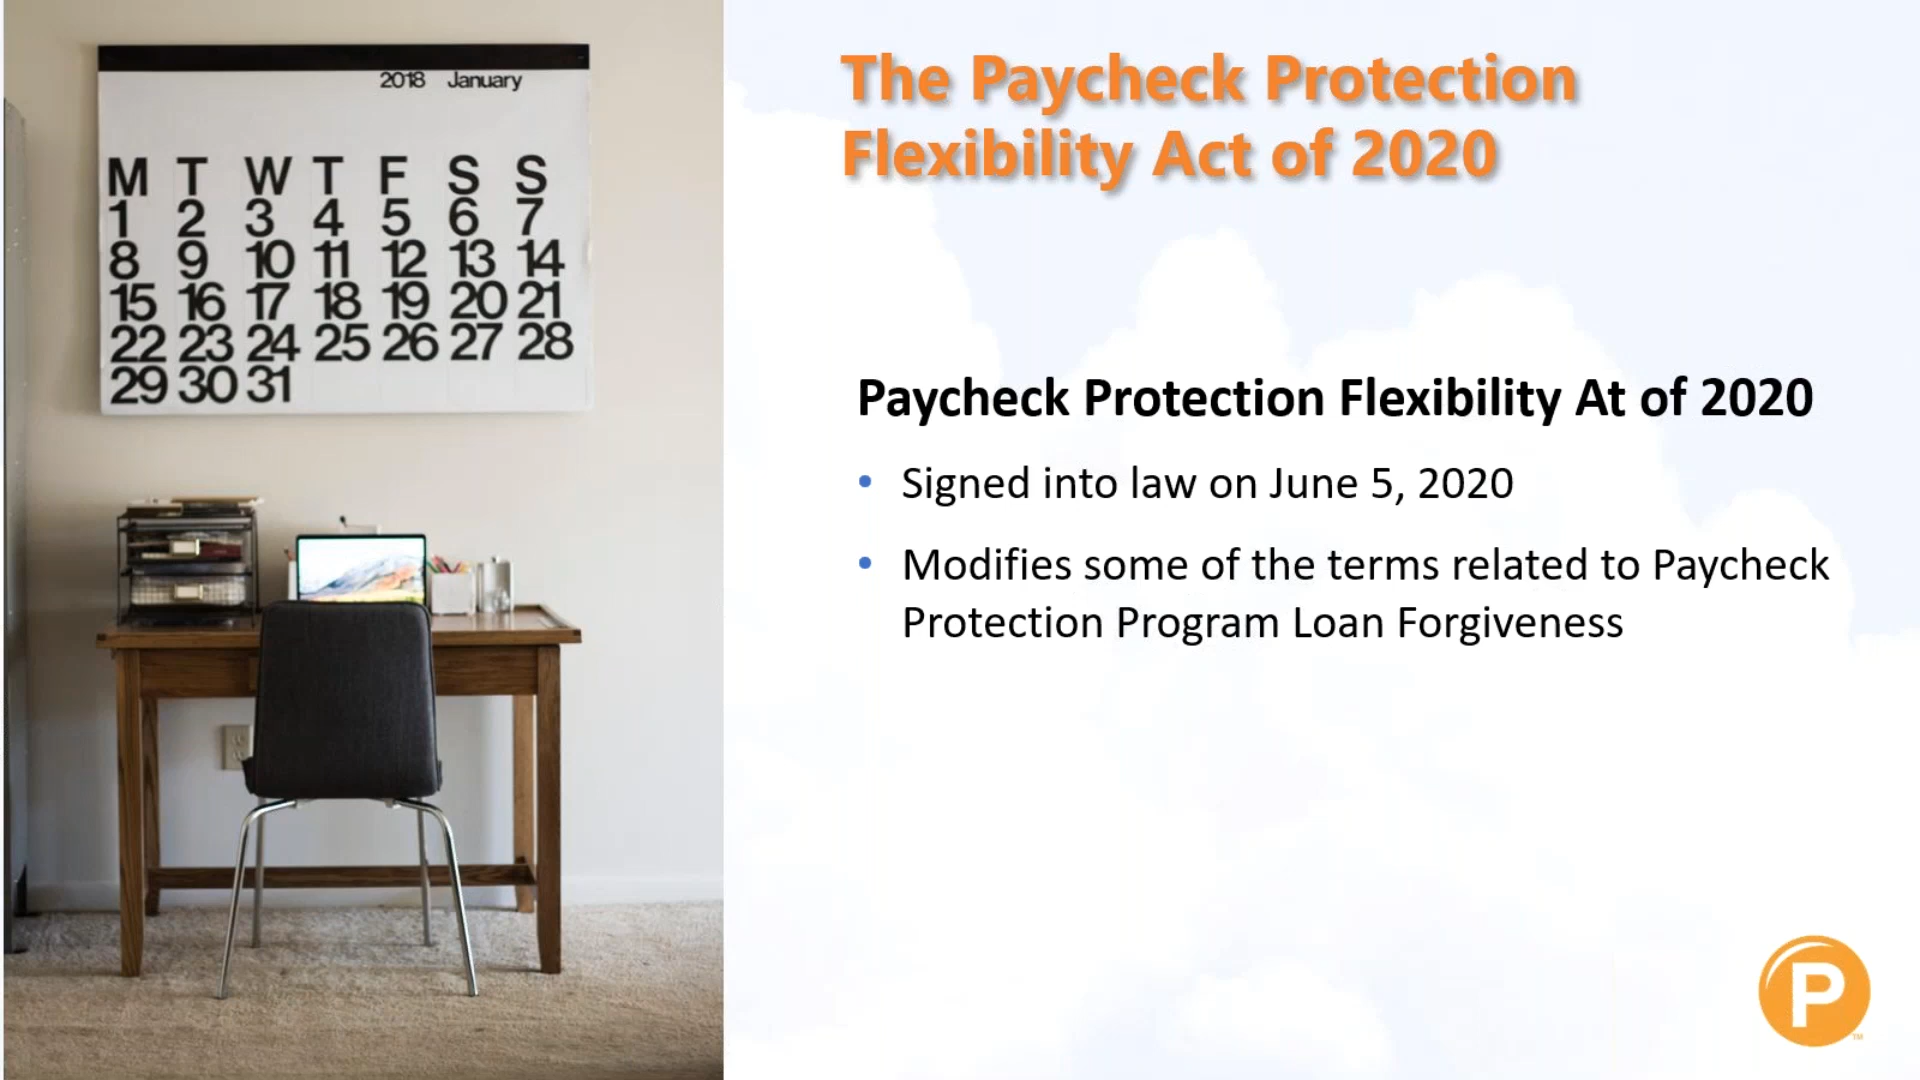 2018 January
M T W T F S S
1 2 3 4 5 6 7
8 9 10 11 12 13 14
15 16 17 18 19 20 21
22 23 24 25 26 27 28
29 30 31
The Paycheck Protection
Flexibility Act of 2020
Paycheck Protection Flexibility At of 2020
• Signed into law on June 5, 2020
• Modifies some of the terms related to Paycheck
Protection Program Loan Forgiveness
P
TM